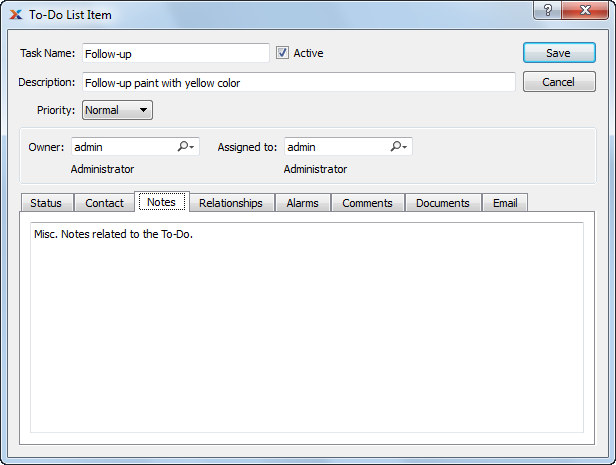 To-Do List Item
Task Name: Follow-up Active Save
Description: Follow-up paint with yellow color Cancel
Priority: Normal
Owner: admin Assigned to: admin
Administrator Administrator
Status Contact Notes Relationships Alarms Comments Documents Email
Misc. Notes related to the To-Do.